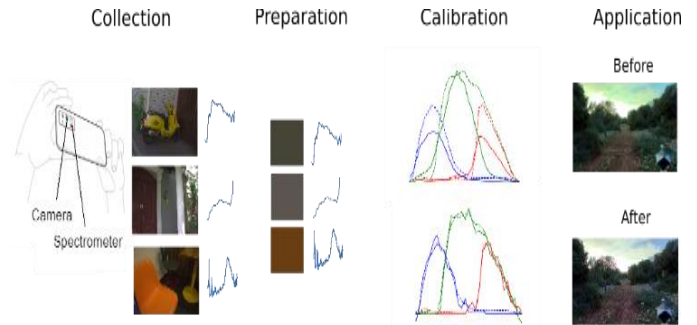 Collection
Preparation
Calibration
Application
Before
Camera
Spectrometer
After